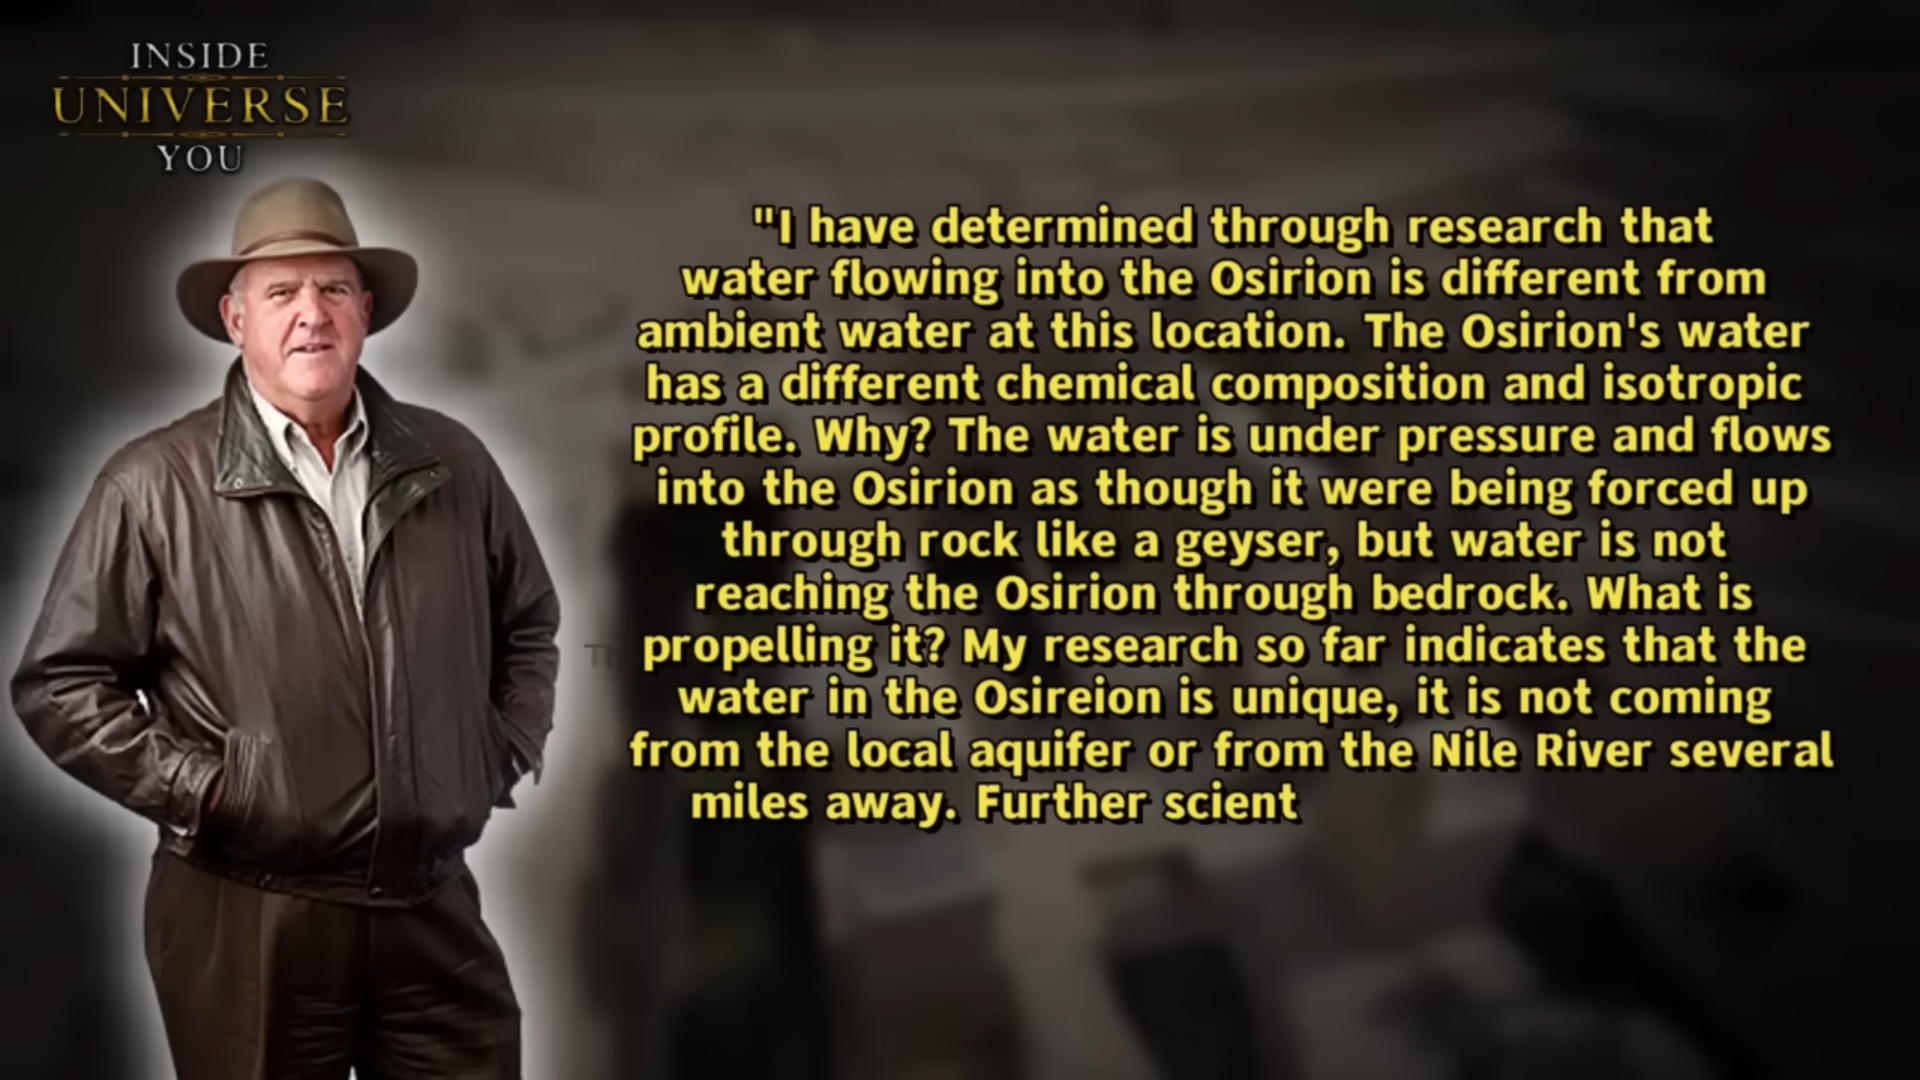 INSIDE
UNIVERSE
YOU
"I have determined through research that
water flowing into the Osirion is different from
ambient water at this location. The Osirion's water
has a different chemical composition and isotropic
profile. Why? The water is under pressure and flows
into the Osirion as though it were being forced up
through rock like a geyser, but water is not
reaching the Osirion through bedrock. What is
propelling it? My research so far indicates that the
water in the Osireion is unique, it is not coming
from the local aquifer or from the Nile River several
miles away. Further scient